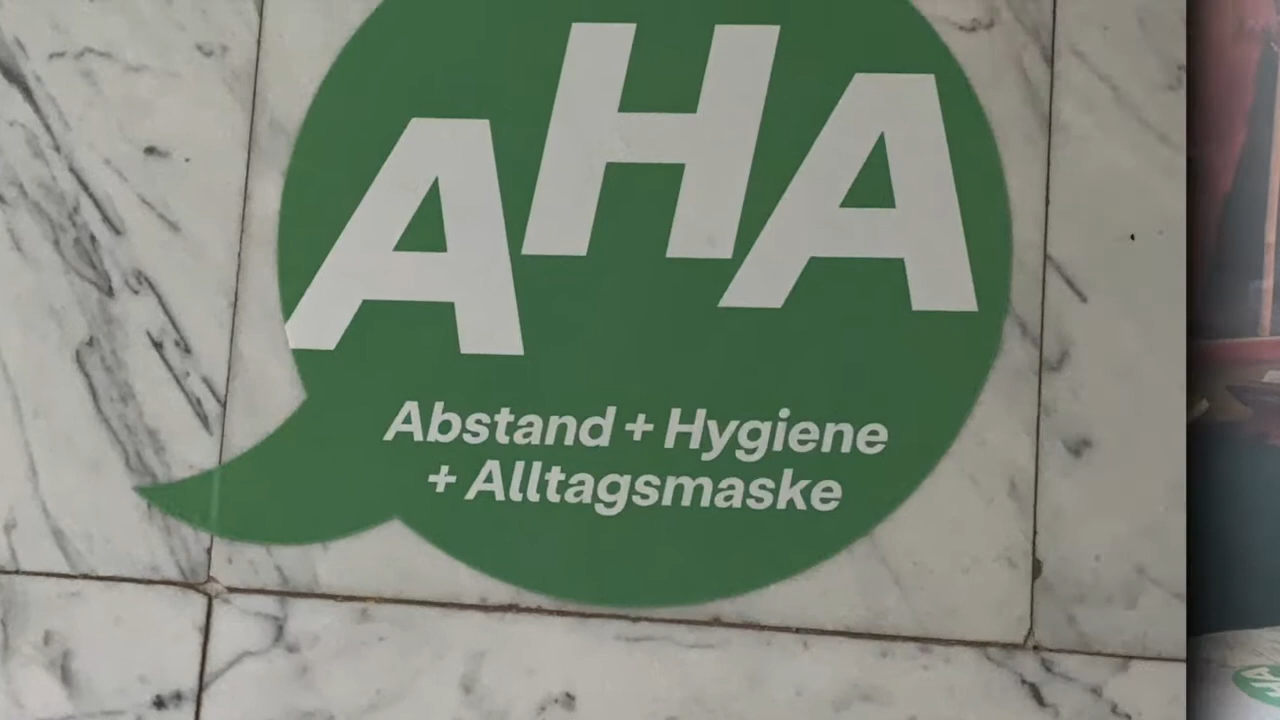 AHA
Abstand + Hygiene
+ Alltagsmaske